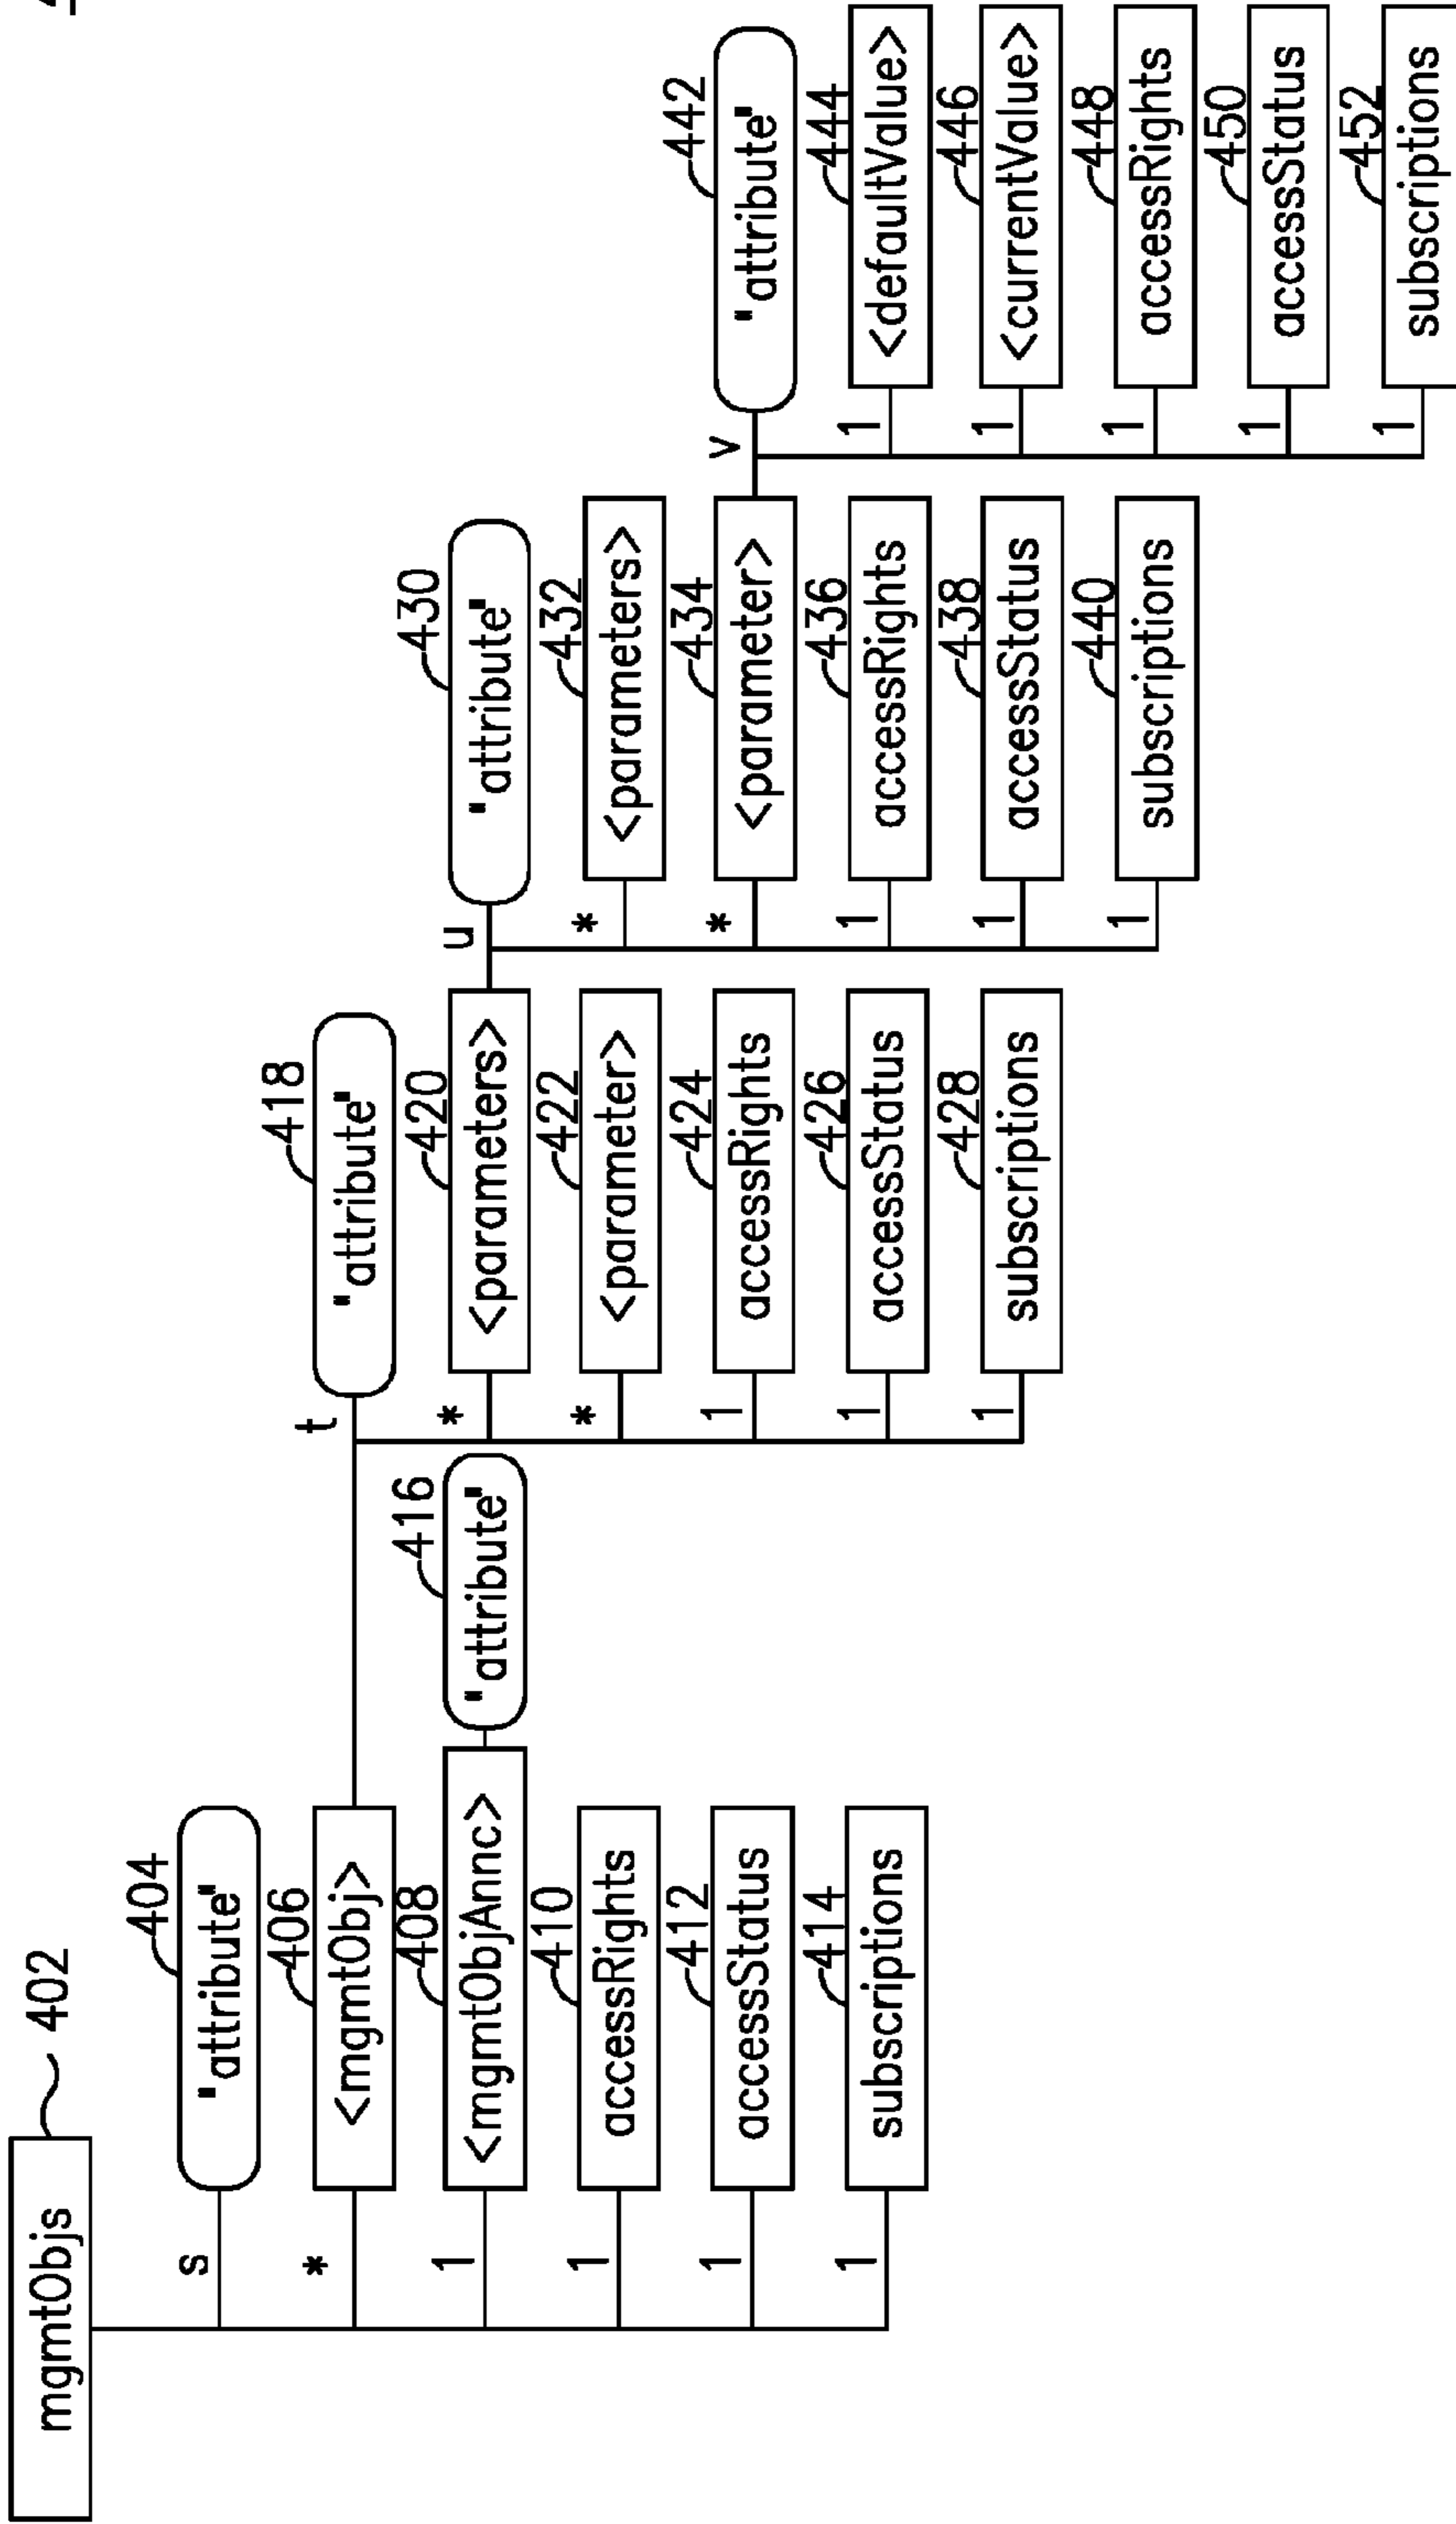 mgmtObjs
402
s
"attribute"
404
*
<mgmtObj>
406
1
<mgmtObjAnnc>
408
"attribute"
416
1
accessRights
410
1
accessStatus
412
1
subscriptions
414
t
"attribute"
418
*
<parameters>
420
*
<parameter>
422
1
accessRights
424
1
accessStatus
426
1
subscriptions
428
u
"attribute"
430
*
<parameters>
432
*
<parameter>
434
1
accessRights
436
1
accessStatus
438
1
subscriptions
440
v
"attribute"
442
1
<defaultValue>
444
1
<currentValue>
446
1
accessRights
448
1
accessStatus
450
1
subscriptions
452